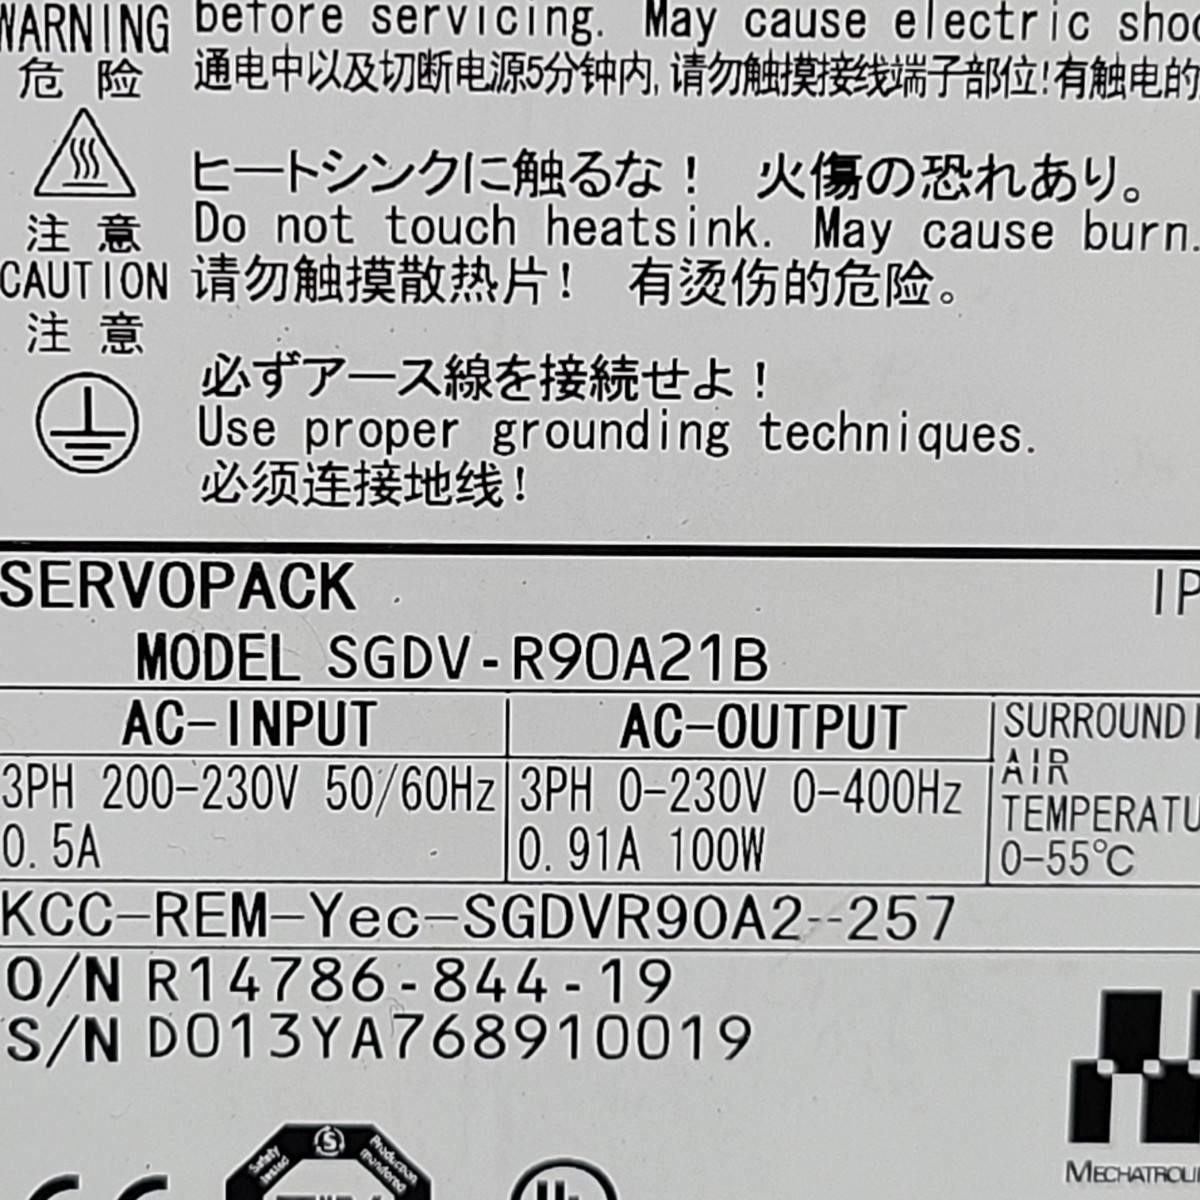 WARNING
before servicing. May cause electric
危 险
通电中以及切断电源5分钟内,请勿触摸接线端子部位!有触电的
ヒートシンクに触るな! 火傷の恐れあり。
注 意
Do not touch heatsink. May cause burn.
CAUTION
请勿触摸散热片! 有烫伤的危险。
注 意
必ずアース線を接続せよ!
Use proper grounding techniques.
必须连接地线!
SERVOPACK
IP
MODEL SGDV-R90A21B
AC-INPUT
AC-OUTPUT
3PH 200-230V 50/60Hz
0.5A
3PH 0-230V 0-400Hz
0.91A 100W
SURROUNDI
AIR
TEMPERATU
0-55℃
KCC-REM-Yec-SGDVR90A2--257
O/N R14786-844-19
S/N D013YA768910019
Safety tested
S
Production monitored
CE
UL